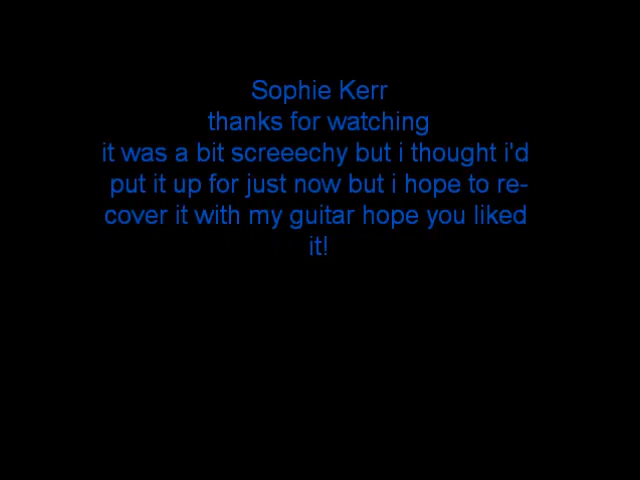 Sophie Kerr
thanks for watching
it was a bit screeechy but i thought i'd
put it up for just now but i hope to re-
cover it with my guitar hope you liked
it!